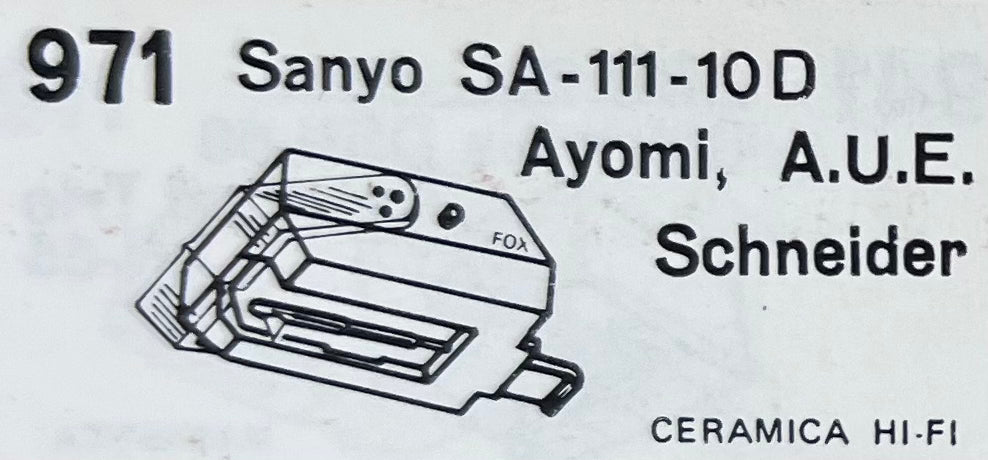 971 Sanyo SA-111-10D
Ayomi, A.U.E.
Schneider
FOX
CERAMICA HI-FI